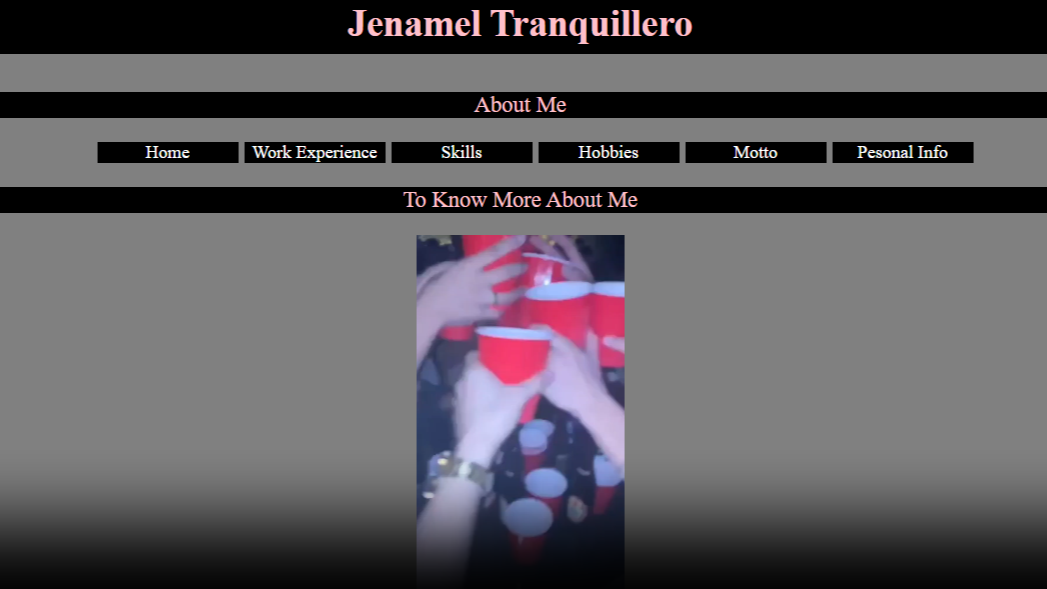 Jenamel Tranquillero
About Me
Home Work Experience Skills Hobbies Motto Pesonal Info
To Know More About Me